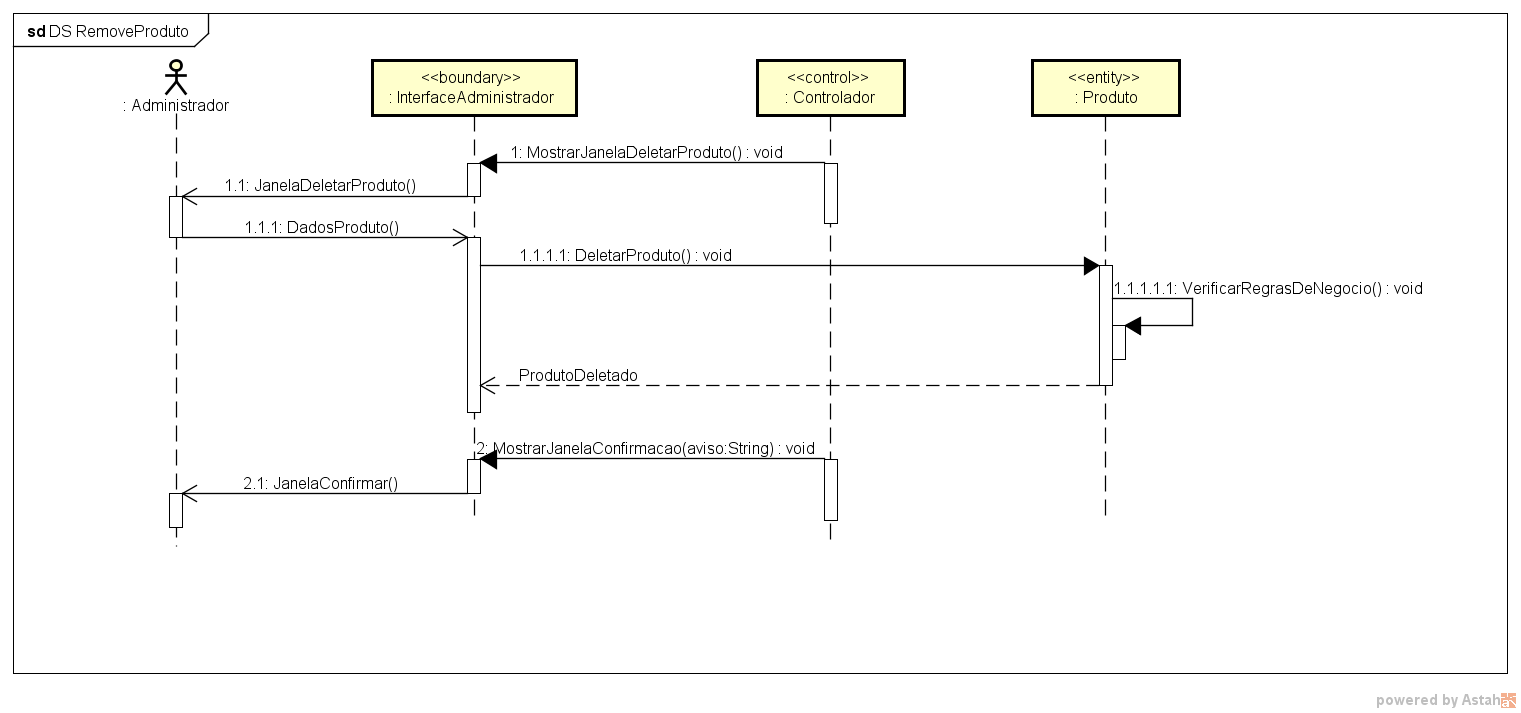 sd DS RemoveProduto
: Administrador
<<boundary>>
: InterfaceAdministrador
<<control>>
: Controlador
<<entity>>
: Produto
1: MostrarJanelaDeletarProduto() : void
1.1: JanelaDeletarProduto()
1.1.1: DadosProduto()
1.1.1.1: DeletarProduto() : void
1.1.1.1.1: VerificarRegrasDeNegocio() : void
ProdutoDeletado
2: MostrarJanelaConfirmacao(aviso:String) : void
2.1: JanelaConfirmar()
powered by Astah